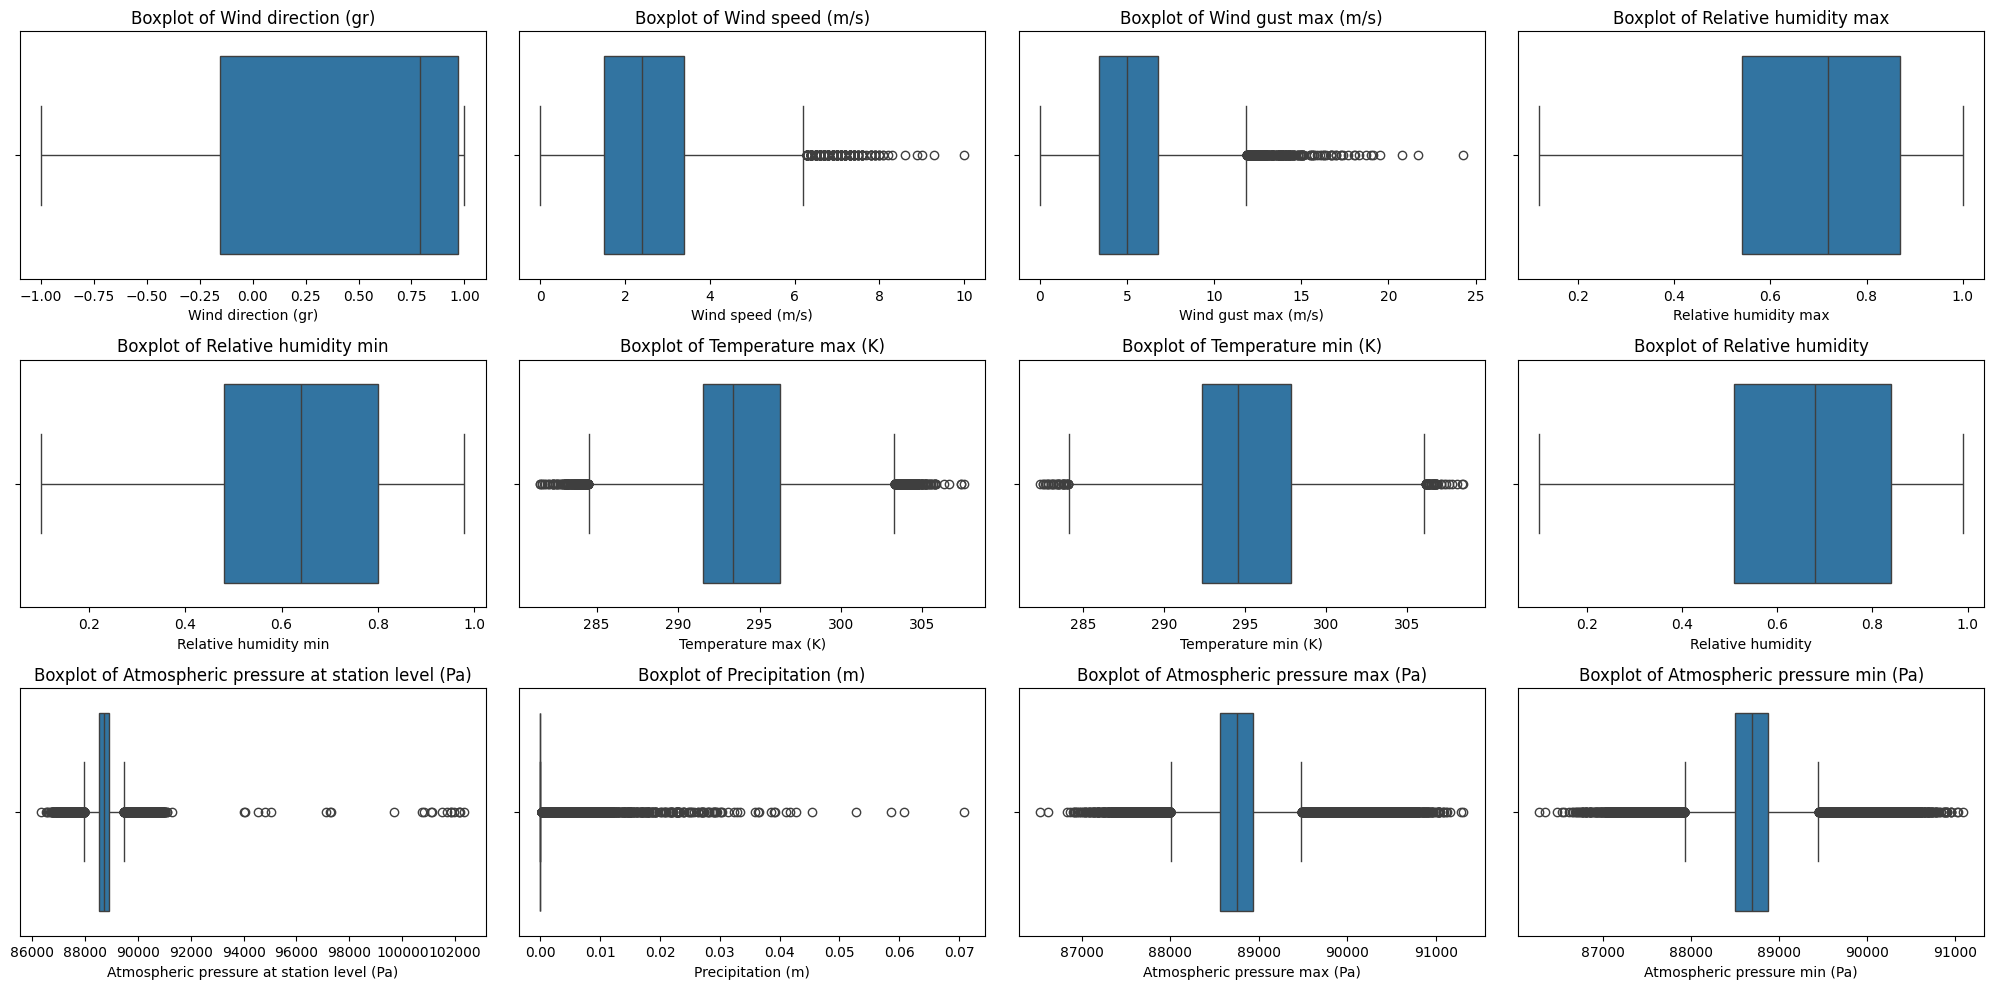 Boxplot of Wind direction (gr)
−1.00 −0.75 −0.50 −0.25 0.00 0.25 0.50 0.75 1.00
Wind direction (gr)
Boxplot of Wind speed (m/s)
0 2 4 6 8 10
Wind speed (m/s)
Boxplot of Wind gust max (m/s)
0 5 10 15 20 25
Wind gust max (m/s)
Boxplot of Relative humidity max
0.2 0.4 0.6 0.8 1.0
Relative humidity max
Boxplot of Relative humidity min
0.2 0.4 0.6 0.8 1.0
Relative humidity min
Boxplot of Temperature max (K)
285 290 295 300 305
Temperature max (K)
Boxplot of Temperature min (K)
285 290 295 300 305
Temperature min (K)
Boxplot of Relative humidity
0.2 0.4 0.6 0.8 1.0
Relative humidity
Boxplot of Atmospheric pressure at station level (Pa)
86000 88000 90000 92000 94000 96000 98000 100000 102000
Atmospheric pressure at station level (Pa)
Boxplot of Precipitation (m)
0.00 0.01 0.02 0.03 0.04 0.05 0.06 0.07
Precipitation (m)
Boxplot of Atmospheric pressure max (Pa)
87000 88000 89000 90000 91000
Atmospheric pressure max (Pa)
Boxplot of Atmospheric pressure min (Pa)
87000 88000 89000 90000 91000
Atmospheric pressure min (Pa)